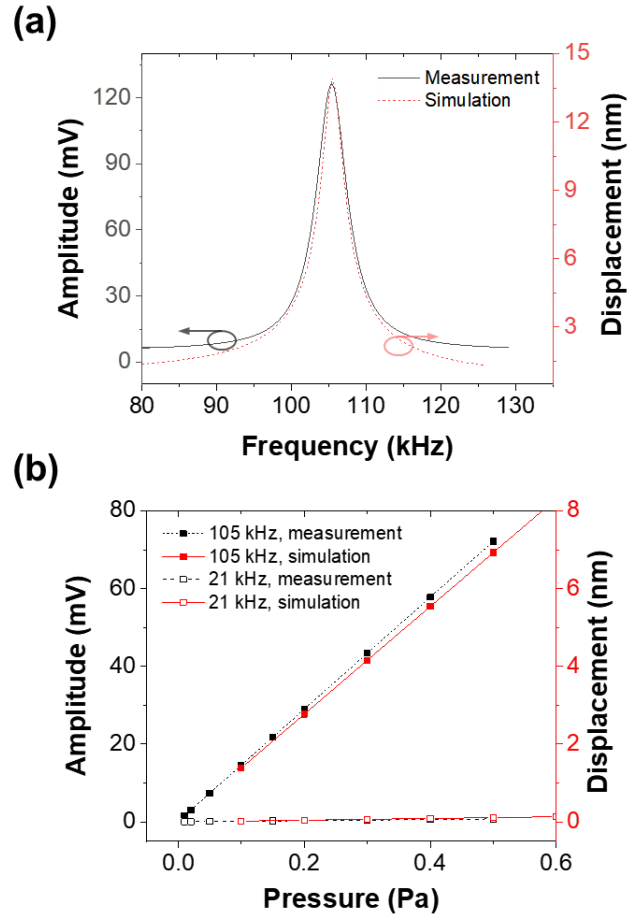 (a)
Amplitude (mV)
120
90
60
30
0
Measurement
Simulation
15
12
9
6
3
0
Displacement (nm)
80 90 100 110 120 130
Frequency (kHz)
(b)
Amplitude (mV)
80
60
40
20
0
105 kHz, measurement
105 kHz, simulation
21 kHz, measurement
21 kHz, simulation
8
6
4
2
0
Displacement (nm)
0.0 0.2 0.4 0.6
Pressure (Pa)